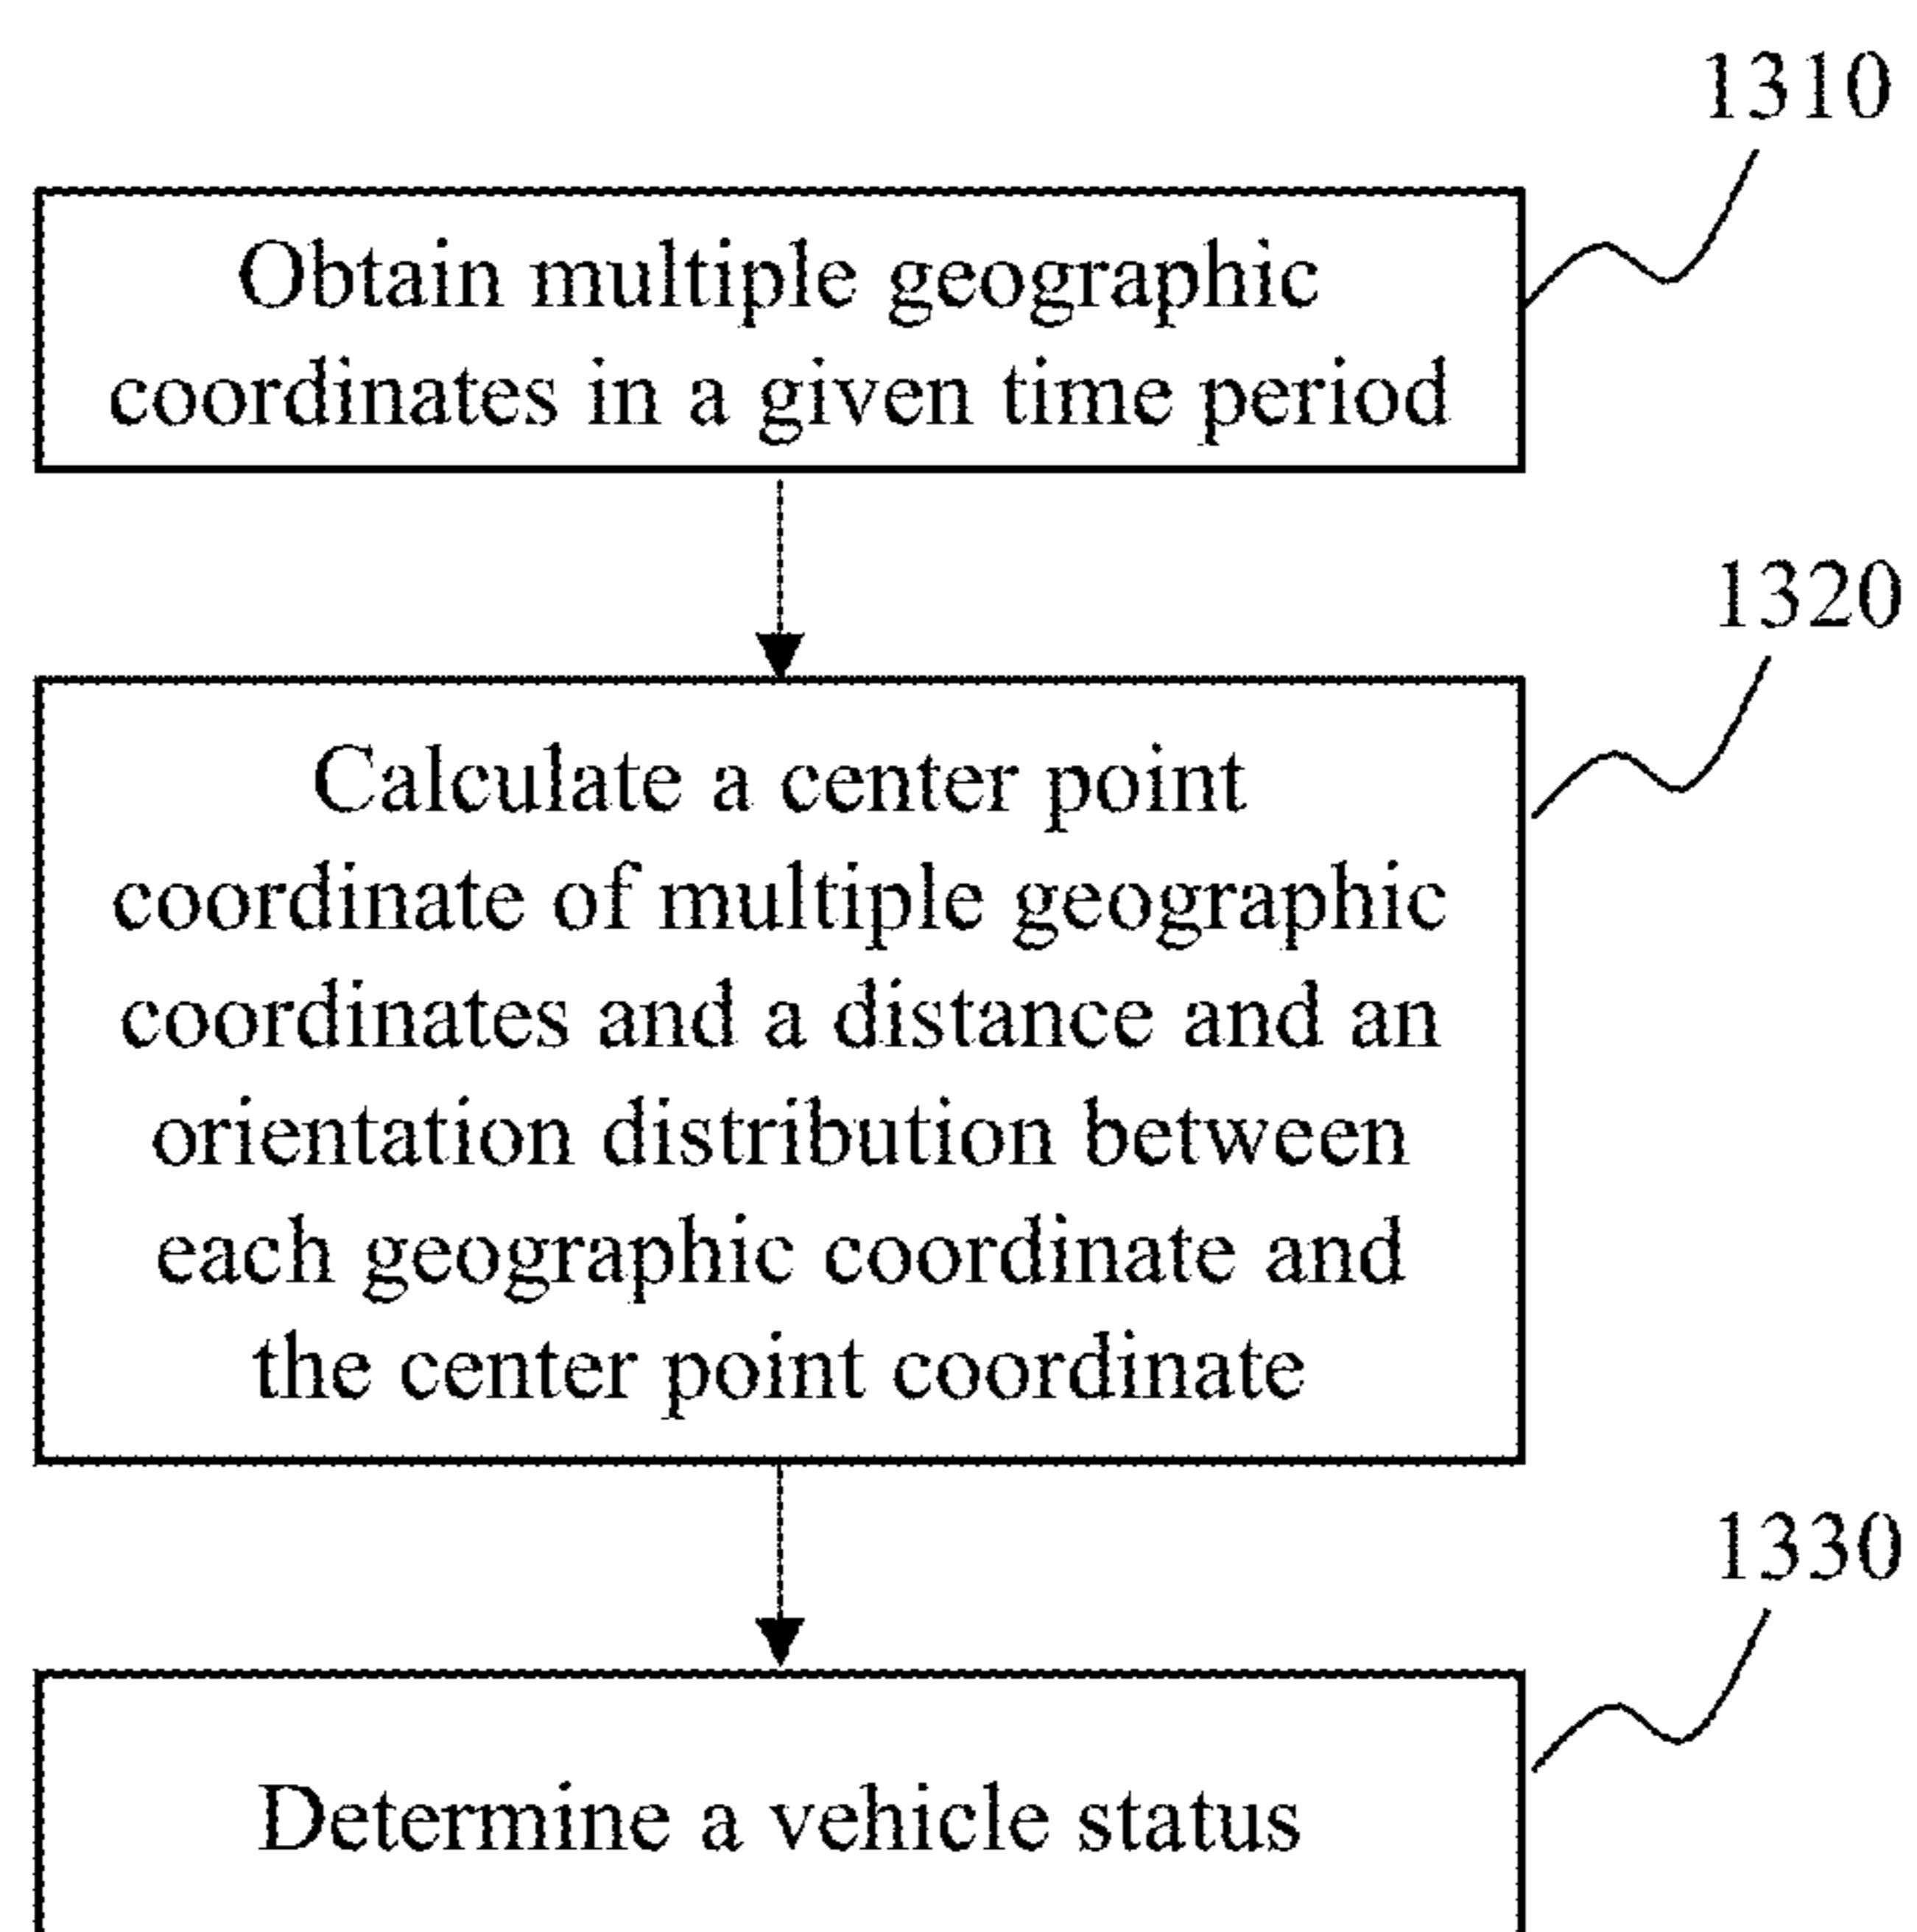 1310
Obtain multiple geographic
coordinates in a given time period
1320
Calculate a center point
coordinate of multiple geographic
coordinates and a distance and an
orientation distribution between
each geographic coordinate and
the center point coordinate
1330
Determine a vehicle status